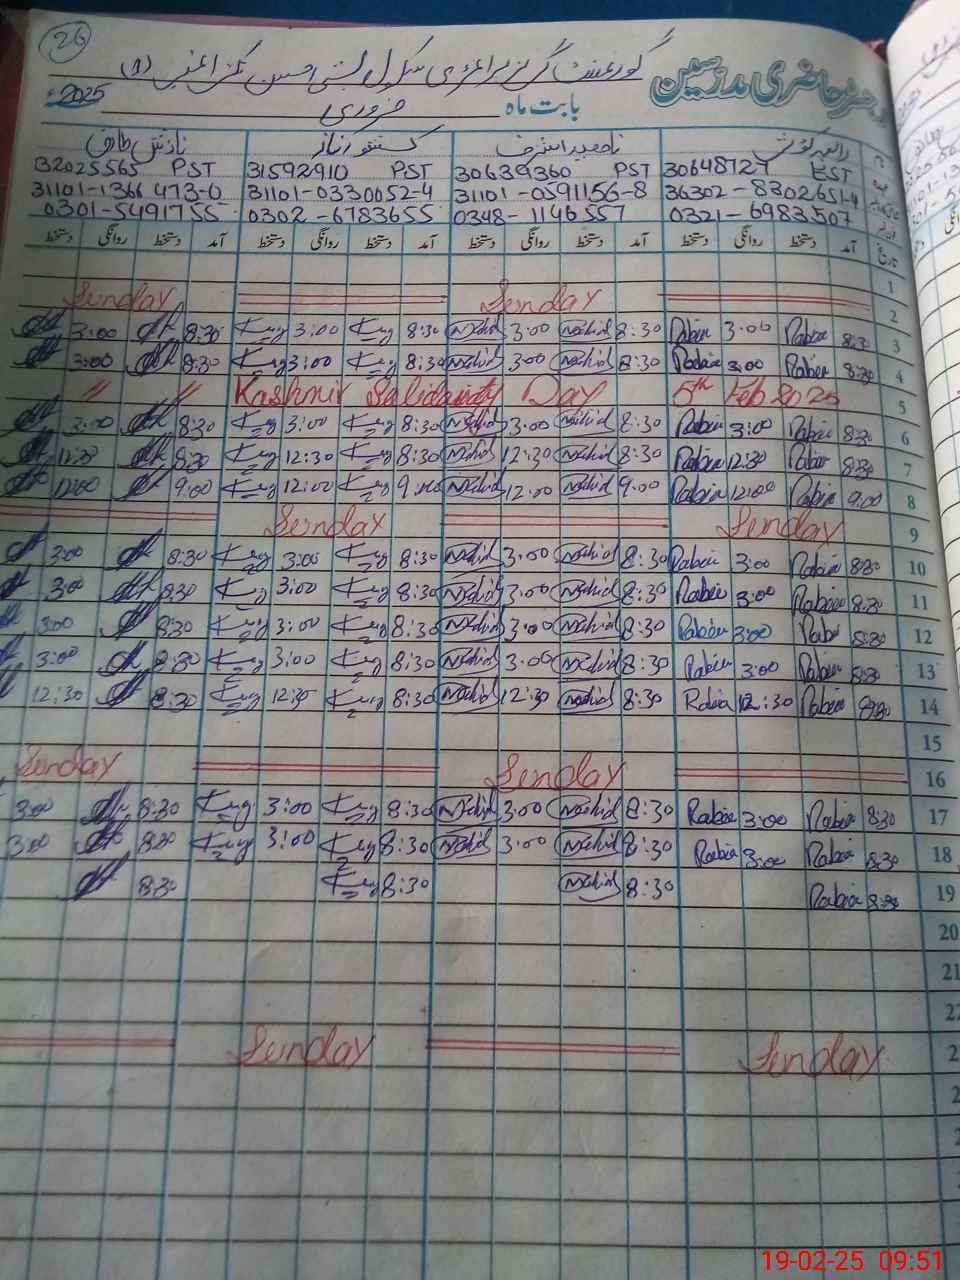 26
رجسٹر حاضری مدرسین گورنمنٹ گرلز پرائمری سکول بستی
بابت ماہ فروری 2025
نازش طارق کشور ناز ناھید اشرف رابعہ کوثر
32025565 PST 31592910 PST 30639360 PST 30648727 EST
31101-1366473-0 31101-0330052-4 31101-0591156-8 36302-8302651-4
0301-5491755 0302-6783655 0348-1146557 0321-6983507
تاریخ آمد دستخط روانگی دستخط آمد دستخط روانگی دستخط آمد دستخط روانگی دستخط آمد دستخط روانگی دستخط
1
Sunday Sunday 2
3:00 8:30 3:00 8:30 Nahid 3:00 Nahid 8:30 Rabia 3:00 Rabia 8:30 3
3:00 8:30 3:00 8:30 Nahid 3:00 Nahid 8:30 Rabia 3:00 Rabia 8:30 4
〃 〃 Kashmir Salidarity Day 5th Feb 2025 5
3:00 8:30 3:00 8:30 Nahid 3:00 Nahid 8:30 Rabia 3:00 Rabia 8:30 6
12:30 8:30 12:30 8:30 Nahid 12:30 Nahid 8:30 Rabia 12:30 Rabia 8:30 7
12:00 9:00 12:00 9:00 Nahid 12:00 Nahid 9:00 Rabia 12:00 Rabia 9:00 8
Sunday Sunday 9
3:00 8:30 3:00 8:30 Nahid 3:00 Nahid 8:30 Rabia 3:00 Rabia 8:30 10
3:00 8:30 3:00 8:30 Nahid 3:00 Nahid 8:30 Rabia 3:00 Rabia 8:30 11
3:00 8:30 3:00 8:30 Nahid 3:00 Nahid 8:30 Rabia 3:00 Rabia 8:30 12
3:00 8:30 3:00 8:30 Nahid 3:00 Nahid 8:30 Rabia 3:00 Rabia 8:30 13
12:30 8:30 12:30 8:30 Nahid 12:30 Nahid 8:30 Rabia 12:30 Rabia 8:30 14
15
Sunday Sunday 16
3:00 8:30 3:00 8:30 Nahid 3:00 Nahid 8:30 Rabia 3:00 Rabia 8:30 17
3:00 8:30 3:00 8:30 Nahid 3:00 Nahid 8:30 Rabia 3:00 Rabia 8:30 18
8:30 8:30 Nahid 8:30 Rabia 8:30 19
20
21
22
Sunday Sunday 2
2
2
19-02-25 09:51